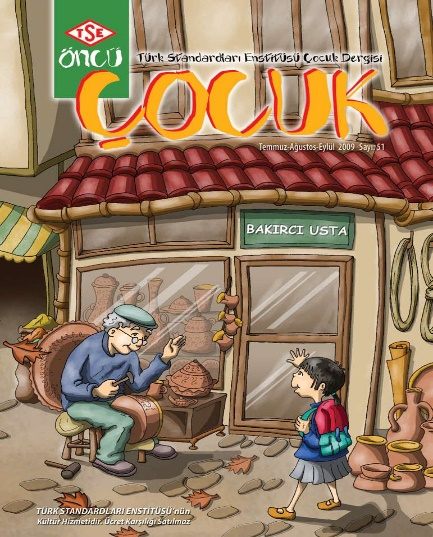 TSE
ÖNCÜ
Türk Standardları Enstitüsü Çocuk Dergisi
ÇOCUK
Temmuz-Ağustos-Eylül 2009 Sayı: 51
BAKIRCI USTA
TÜRK STANDARDLARI ENSTİTÜSÜ'nün
Kültür Hizmetidir. Ücret Karşılığı Satılmaz